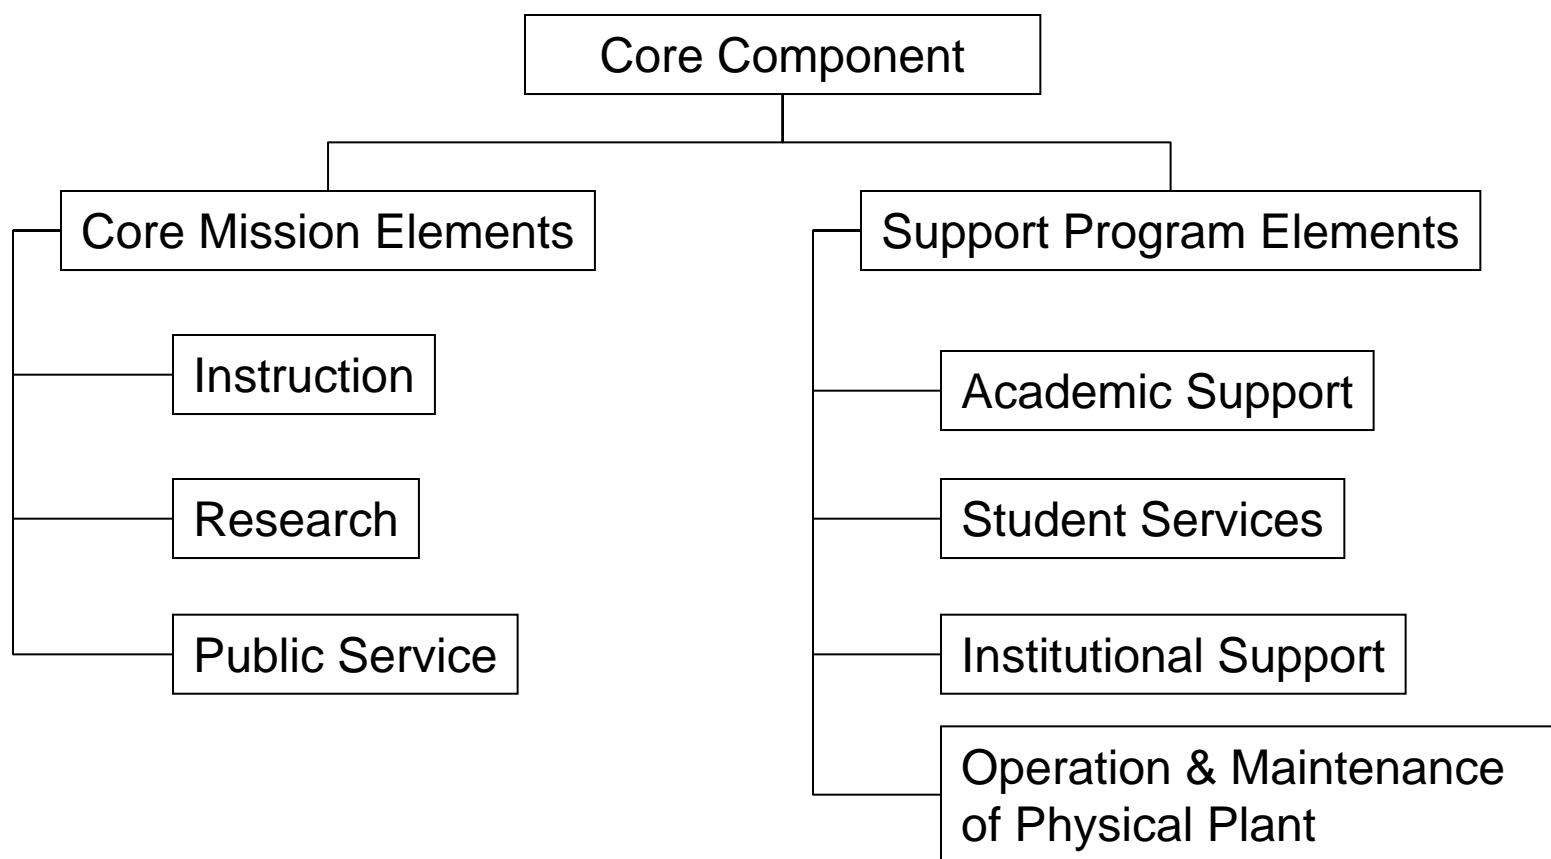 Core Component
Core Mission Elements
Instruction
Research
Public Service
Support Program Elements
Academic Support
Student Services
Institutional Support
Operation & Maintenance
of Physical Plant